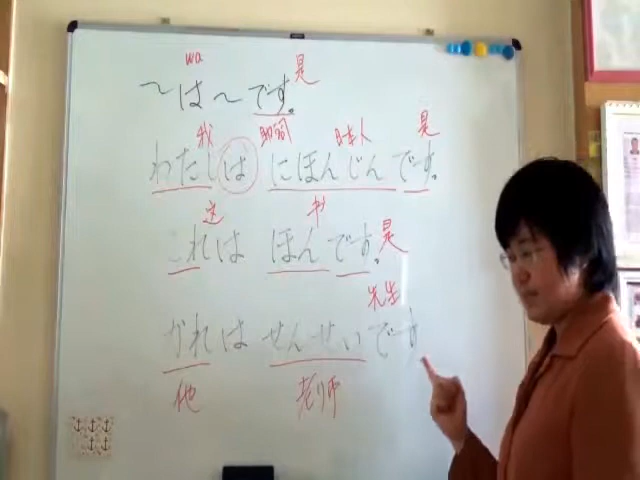 wa 是
～は～です。
我 助词 日本人 是
わたしは にほんじん です。
这 书
これは ほん です。是
先生
かれは せんせいです
他 老师